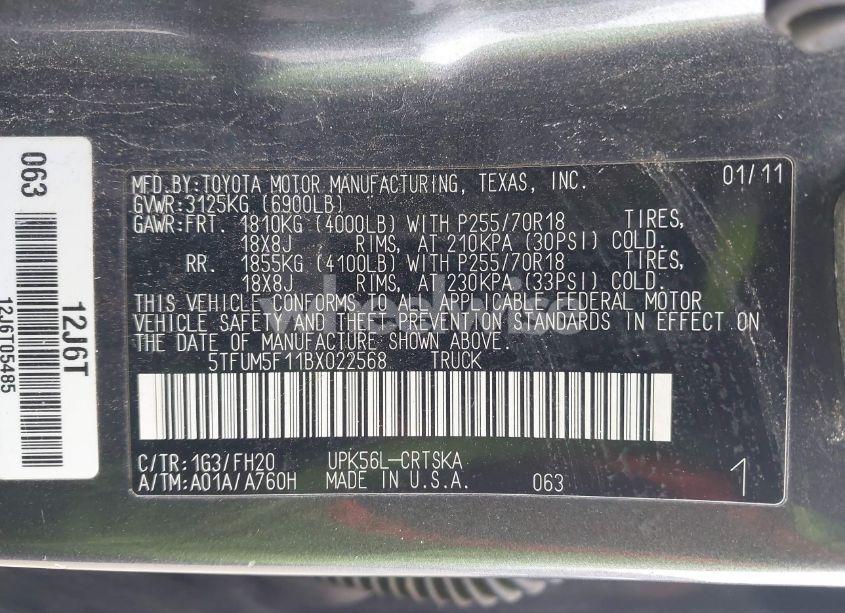 063
12J6T
12J6T05485
MFD.BY:TOYOTA MOTOR MANUFACTURING, TEXAS, INC. 01/11
GVWR:3125KG (6900LB)
GAWR:FRT. 1810KG (4000LB) WITH P255/70R18 TIRES,
18X8J RIMS, AT 210KPA (30PSI) COLD.
RR. 1855KG (4100LB) WITH P255/70R18 TIRES,
18X8J RIMS, AT 230KPA (33PSI) COLD.
THIS VEHICLE CONFORMS TO ALL APPLICABLE FEDERAL MOTOR
VEHICLE SAFETY AND BUMPER STANDARDS IN EFFECT ON
THE DATE OF MANUFACTURE SHOWN ABOVE.
5TFUM5F11BX022568 TRUCK
C/TR:1G3/FH20 UPK56L-CRTSKA
A/TM:A01A/A760H MADE IN U.S.A. 063 1